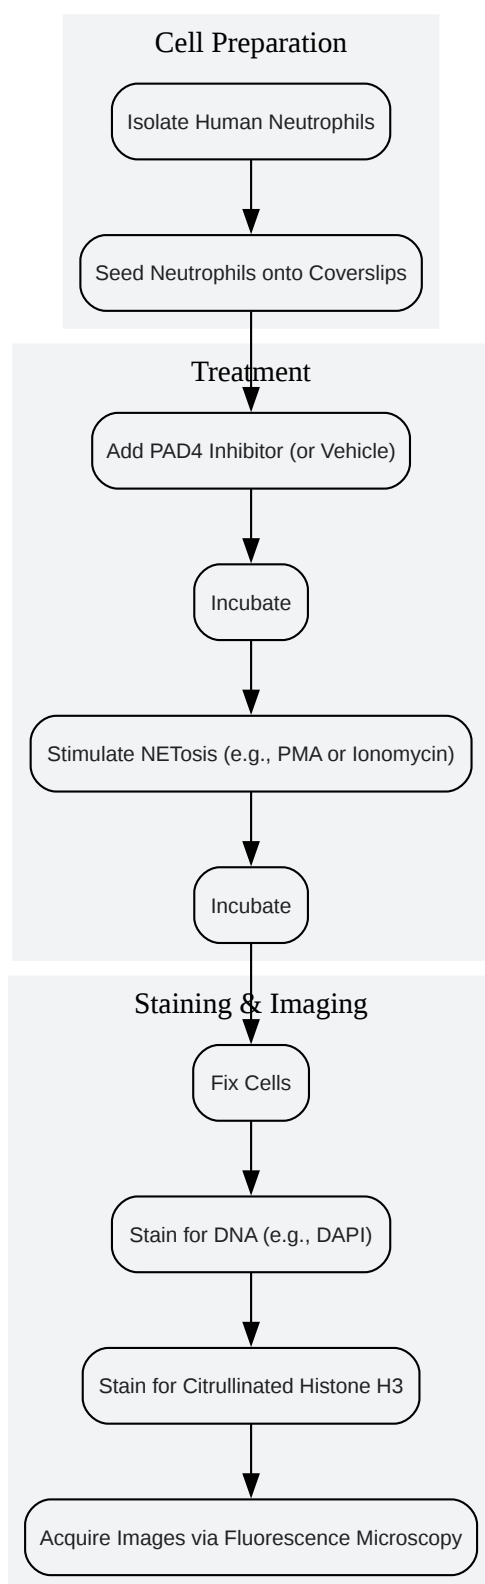 Cell Preparation
Isolate Human Neutrophils
Seed Neutrophils onto Coverslips
Treatment
Add PAD4 Inhibitor (or Vehicle)
Incubate
Stimulate NETosis (e.g., PMA or Ionomycin)
Incubate
Staining & Imaging
Fix Cells
Stain for DNA (e.g., DAPI)
Stain for Citrullinated Histone H3
Acquire Images via Fluorescence Microscopy